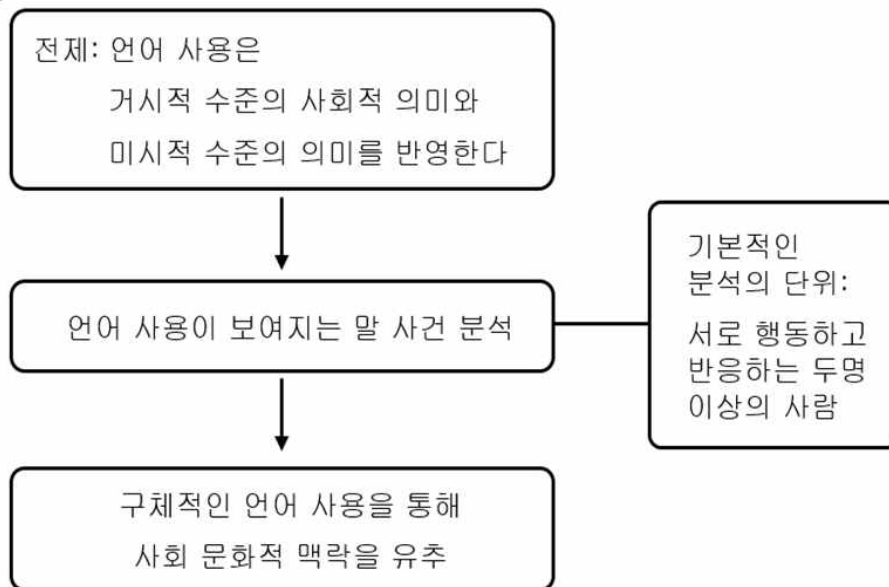 전제: 언어 사용은
거시적 수준의 사회적 의미와
미시적 수준의 의미를 반영한다
언어 사용이 보여지는 말 사건 분석
기본적인
분석의 단위:
서로 행동하고
반응하는 두명
이상의 사람
구체적인 언어 사용을 통해
사회 문화적 맥락을 유추